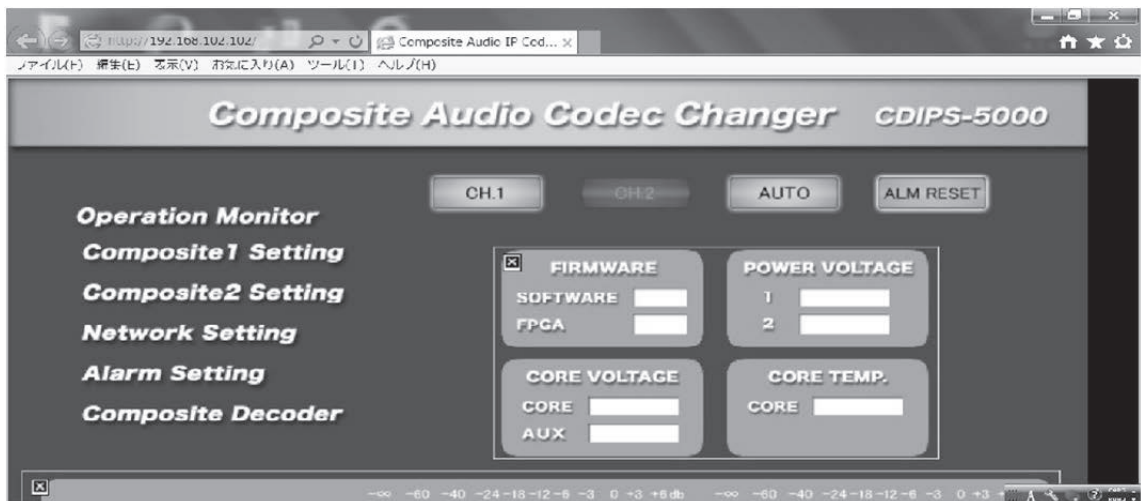 http://192.168.102.102/
Composite Audio IP Cod... ×
ファイル(F) 編集(E) 表示(V) お気に入り(A) ツール(T) ヘルプ(H)
Composite Audio Codec Changer CDIPS-5000
CH.1 CH.2 AUTO ALM RESET
Operation Monitor
Composite1 Setting
Composite2 Setting
Network Setting
Alarm Setting
Composite Decoder
FIRMWARE
SOFTWARE
FPGA
POWER VOLTAGE
1
2
CORE VOLTAGE
CORE
AUX
CORE TEMP.
CORE
-∞ -60 -40 -24 -18 -12 -6 -3 0 +3 +6db -∞ -60 -40 -24 -18 -12 -6 -3 0 +3